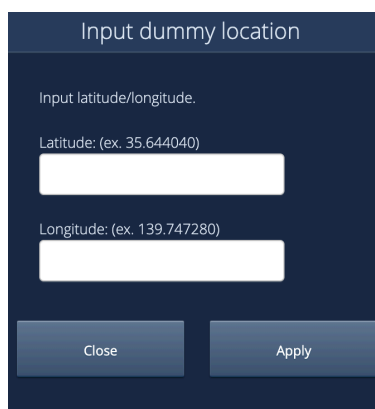 Input dummy location
Input latitude/longitude.
Latitude: (ex. 35.644040)
Longitude: (ex. 139.747280)
Close Apply